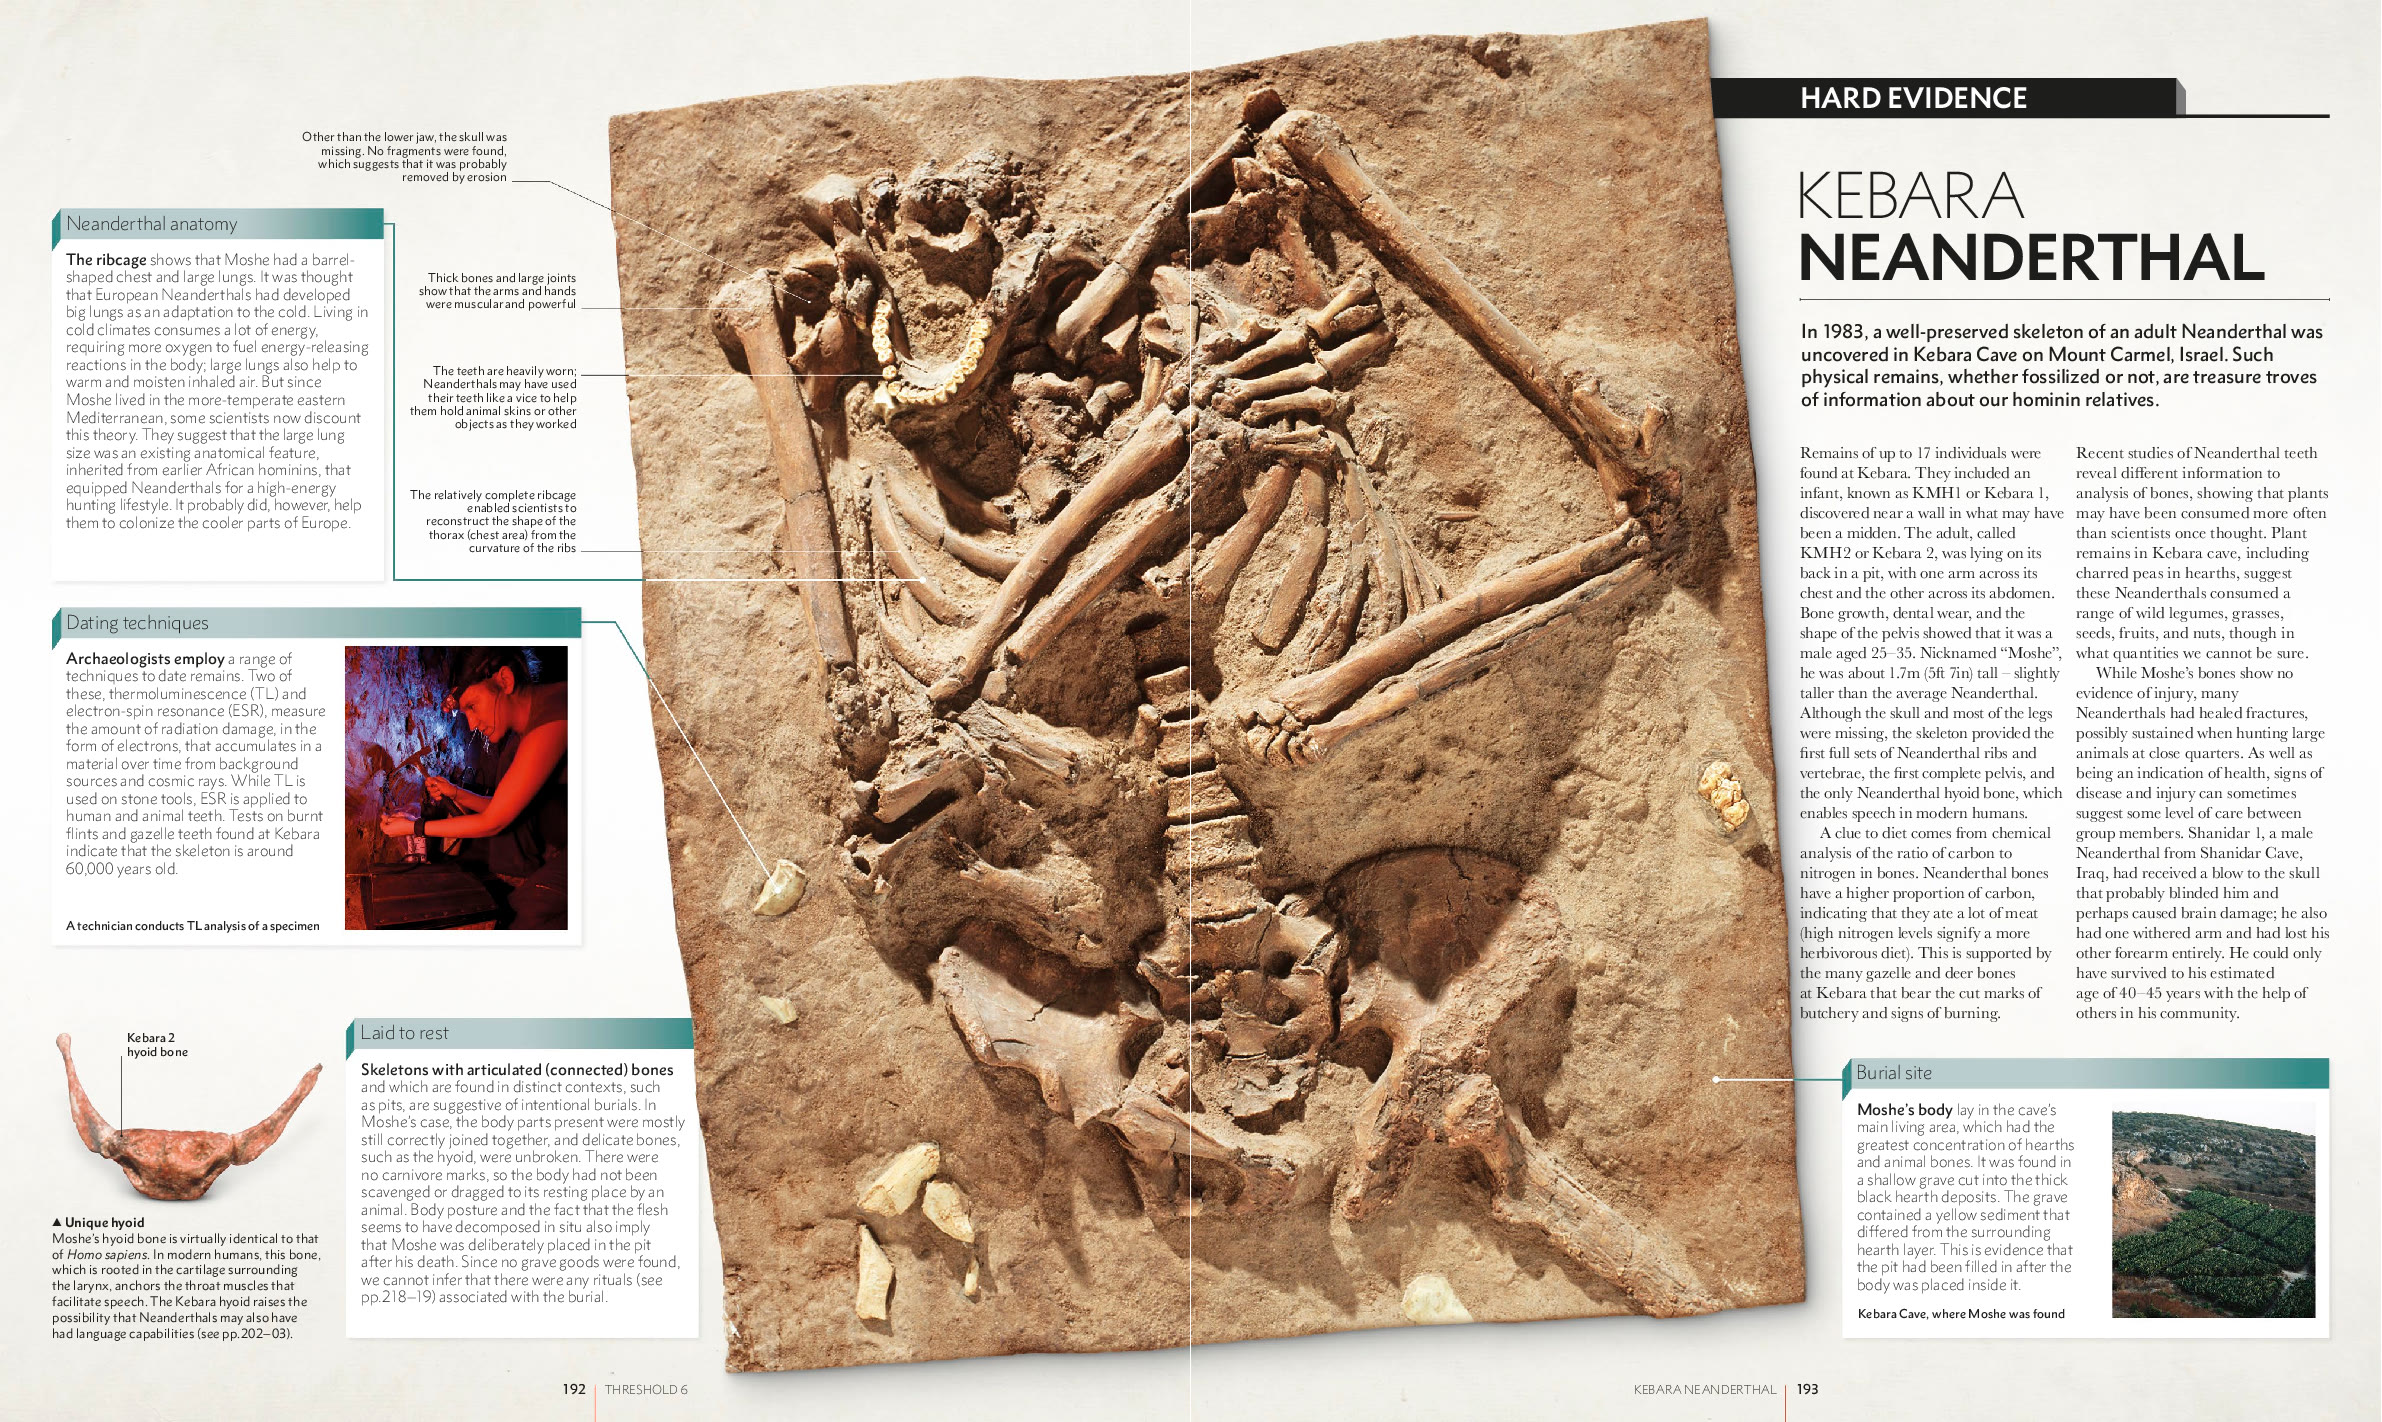 Other than the lower jaw, the skull was
missing. No fragments were found,
which suggests that it was probably
removed by erosion
Neanderthal anatomy
The ribcage shows that Moshe had a barrel-
shaped chest and large lungs. It was thought
that European Neanderthals had developed
big lungs as an adaptation to the cold. Living in
cold climates consumes a lot of energy,
requiring more oxygen to fuel energy-releasing
reactions in the body; large lungs also help to
warm and moisten inhaled air. But since
Moshe lived in the more-temperate eastern
Mediterranean, some scientists now discount
this theory. They suggest that the large lung
size was an existing anatomical feature,
inherited from earlier African hominins, that
equipped Neanderthals for a high-energy
hunting lifestyle. It probably did, however, help
them to colonize the cooler parts of Europe.
Thick bones and large joints
show that the arms and hands
were muscular and powerful
The teeth are heavily worn;
Neanderthals may have used
their teeth like a vice to help
them hold animal skins or other
objects as they worked
The relatively complete ribcage
enabled scientists to
reconstruct the shape of the
thorax (chest area) from the
curvature of the ribs
Dating techniques
Archaeologists employ a range of
techniques to date remains. Two of
these, thermoluminescence (TL) and
electron-spin resonance (ESR), measure
the amount of radiation damage, in the
form of electrons, that accumulates in a
material over time from background
sources and cosmic rays. While TL is
used on stone tools, ESR is applied to
human and animal teeth. Tests on burnt
flints and gazelle teeth found at Kebara
indicate that the skeleton is around
60,000 years old.
A technician conducts TL analysis of a specimen
Kebara 2
hyoid bone
▲ Unique hyoid
Moshe's hyoid bone is virtually identical to that
of Homo sapiens. In modern humans, this bone,
which is rooted in the cartilage surrounding
the larynx, anchors the throat muscles that
facilitate speech. The Kebara hyoid raises the
possibility that Neanderthals may also have
had language capabilities (see pp.202–03).
Laid to rest
Skeletons with articulated (connected) bones
and which are found in distinct contexts, such
as pits, are suggestive of intentional burials. In
Moshe's case, the body parts present were mostly
still correctly joined together, and delicate bones,
such as the hyoid, were unbroken. There were
no carnivore marks, so the body had not been
scavenged or dragged to its resting place by an
animal. Body posture and the fact that the flesh
seems to have decomposed in situ also imply
that Moshe was deliberately placed in the pit
after his death. Since no grave goods were found,
we cannot infer that there were any rituals (see
pp.218–19) associated with the burial.
192 THRESHOLD 6
HARD EVIDENCE
KEBARA
NEANDERTHAL
In 1983, a well-preserved skeleton of an adult Neanderthal was
uncovered in Kebara Cave on Mount Carmel, Israel. Such
physical remains, whether fossilized or not, are treasure troves
of information about our hominin relatives.
Remains of up to 17 individuals were
found at Kebara. They included an
infant, known as KMH1 or Kebara 1,
discovered near a wall in what may have
been a midden. The adult, called
KMH2 or Kebara 2, was lying on its
back in a pit, with one arm across its
chest and the other across its abdomen.
Bone growth, dental wear, and the
shape of the pelvis showed that it was a
male aged 25–35. Nicknamed “Moshe”,
he was about 1.7m (5ft 7in) tall – slightly
taller than the average Neanderthal.
Although the skull and most of the legs
were missing, the skeleton provided the
first full sets of Neanderthal ribs and
vertebrae, the first complete pelvis, and
the only Neanderthal hyoid bone, which
enables speech in modern humans.
A clue to diet comes from chemical
analysis of the ratio of carbon to
nitrogen in bones. Neanderthal bones
have a higher proportion of carbon,
indicating that they ate a lot of meat
(high nitrogen levels signify a more
herbivorous diet). This is supported by
the many gazelle and deer bones
at Kebara that bear the cut marks of
butchery and signs of burning.
Recent studies of Neanderthal teeth
reveal different information to
analysis of bones, showing that plants
may have been consumed more often
than scientists once thought. Plant
remains in Kebara cave, including
charred peas in hearths, suggest
these Neanderthals consumed a
range of wild legumes, grasses,
seeds, fruits, and nuts, though in
what quantities we cannot be sure.
While Moshe's bones show no
evidence of injury, many
Neanderthals had healed fractures,
possibly sustained when hunting large
animals at close quarters. As well as
being an indication of health, signs of
disease and injury can sometimes
suggest some level of care between
group members. Shanidar 1, a male
Neanderthal from Shanidar Cave,
Iraq, had received a blow to the skull
that probably blinded him and
perhaps caused brain damage; he also
had one withered arm and had lost his
other forearm entirely. He could only
have survived to his estimated
age of 40–45 years with the help of
others in his community.
Burial site
Moshe's body lay in the cave's
main living area, which had the
greatest concentration of hearths
and animal bones. It was found in
a shallow grave cut into the thick
black hearth deposits. The grave
contained a yellow sediment that
differed from the surrounding
hearth layer. This is evidence that
the pit had been filled in after the
body was placed inside it.
Kebara Cave, where Moshe was found
KEBARA NEANDERTHAL 193